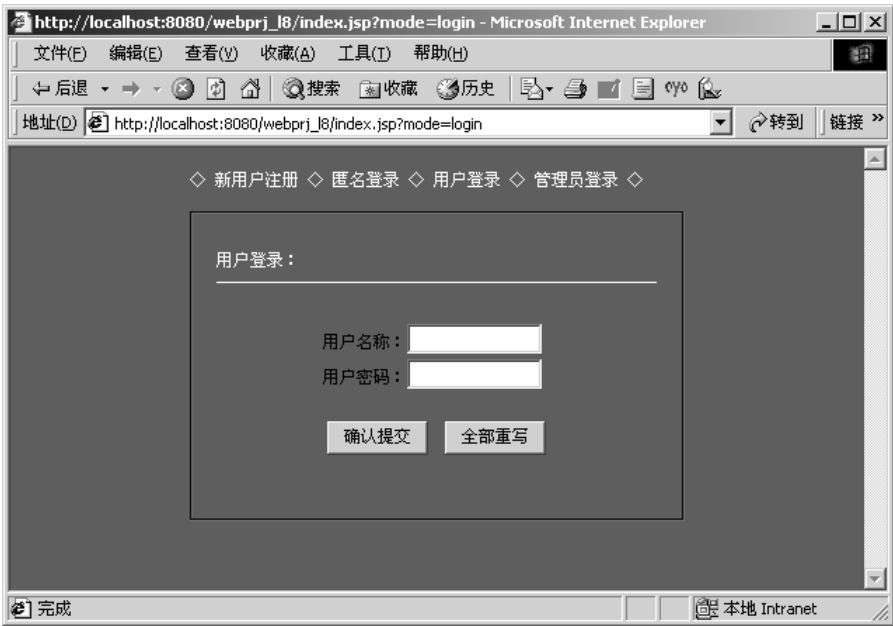 http://localhost:8080/webprj_l8/index.jsp?mode=login - Microsoft Internet Explorer
文件(F) 编辑(E) 查看(V) 收藏(A) 工具(T) 帮助(H)
后退 搜索 收藏 历史
地址(D) http://localhost:8080/webprj_l8/index.jsp?mode=login 转到 链接 »
◇ 新用户注册 ◇ 匿名登录 ◇ 用户登录 ◇ 管理员登录 ◇
用户登录：
用户名称：
用户密码：
确认提交 全部重写
完成 本地 Intranet